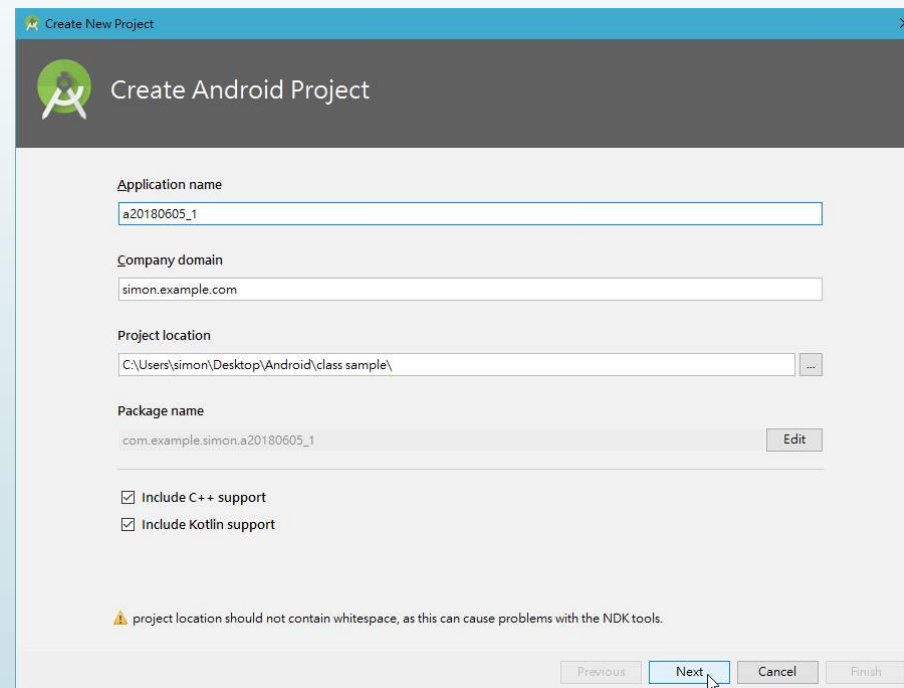 Create New Project
Create Android Project
Application name
a20180605_1
Company domain
simon.example.com
Project location
C:\Users\simon\Desktop\Android\class sample\
...
Package name
com.example.simon.a20180605_1
Edit
Include C++ support
Include Kotlin support
project location should not contain whitespace, as this can cause problems with the NDK tools.
Previous Next Cancel Finish